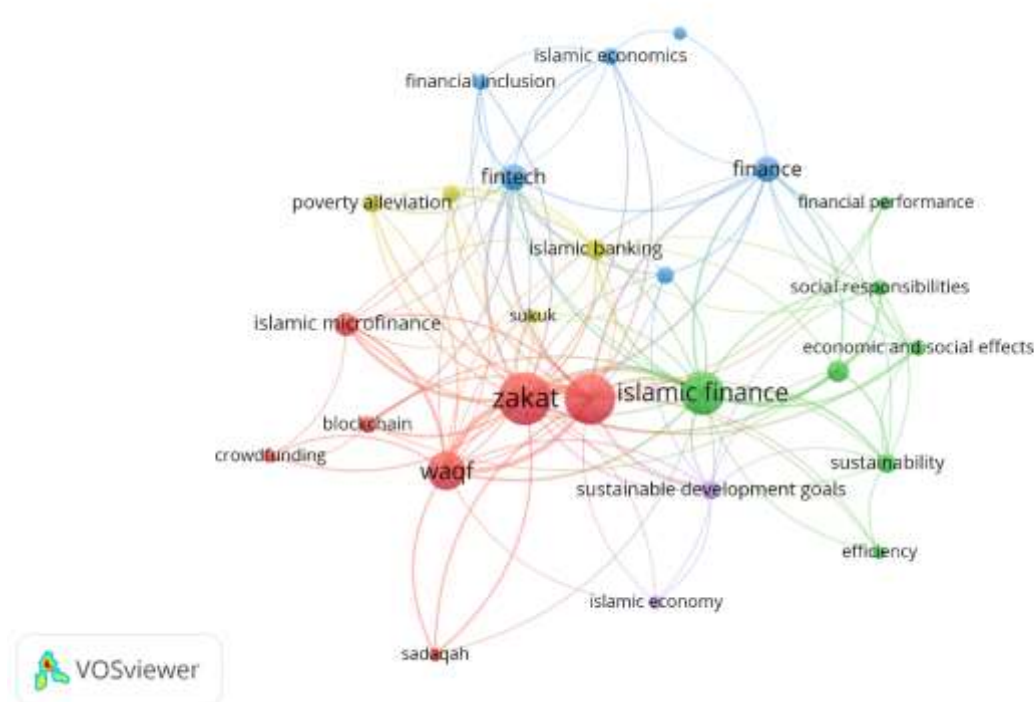 islamic economics
financial inclusion
fintech
finance
poverty alleviation
financial performance
islamic banking
social responsibilities
sukuk
islamic microfinance
economic and social effects
zakat
islamic finance
blockchain
crowdfunding
waqf
sustainability
sustainable development goals
efficiency
islamic economy
sadaqah
VOSviewer